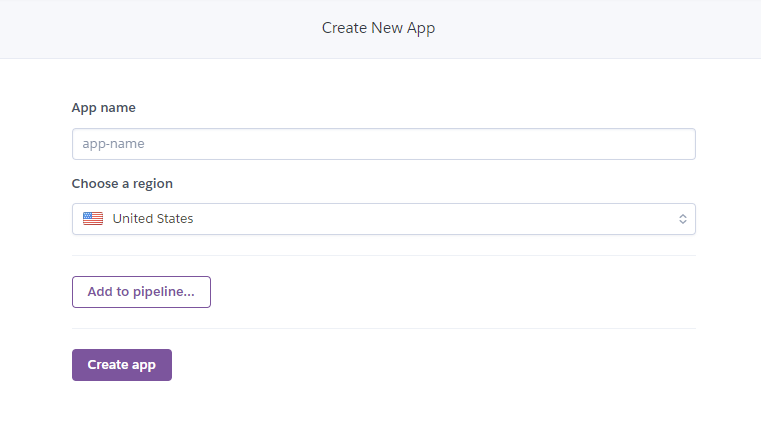 Create New App
App name
app-name
Choose a region
United States
Add to pipeline...
Create app